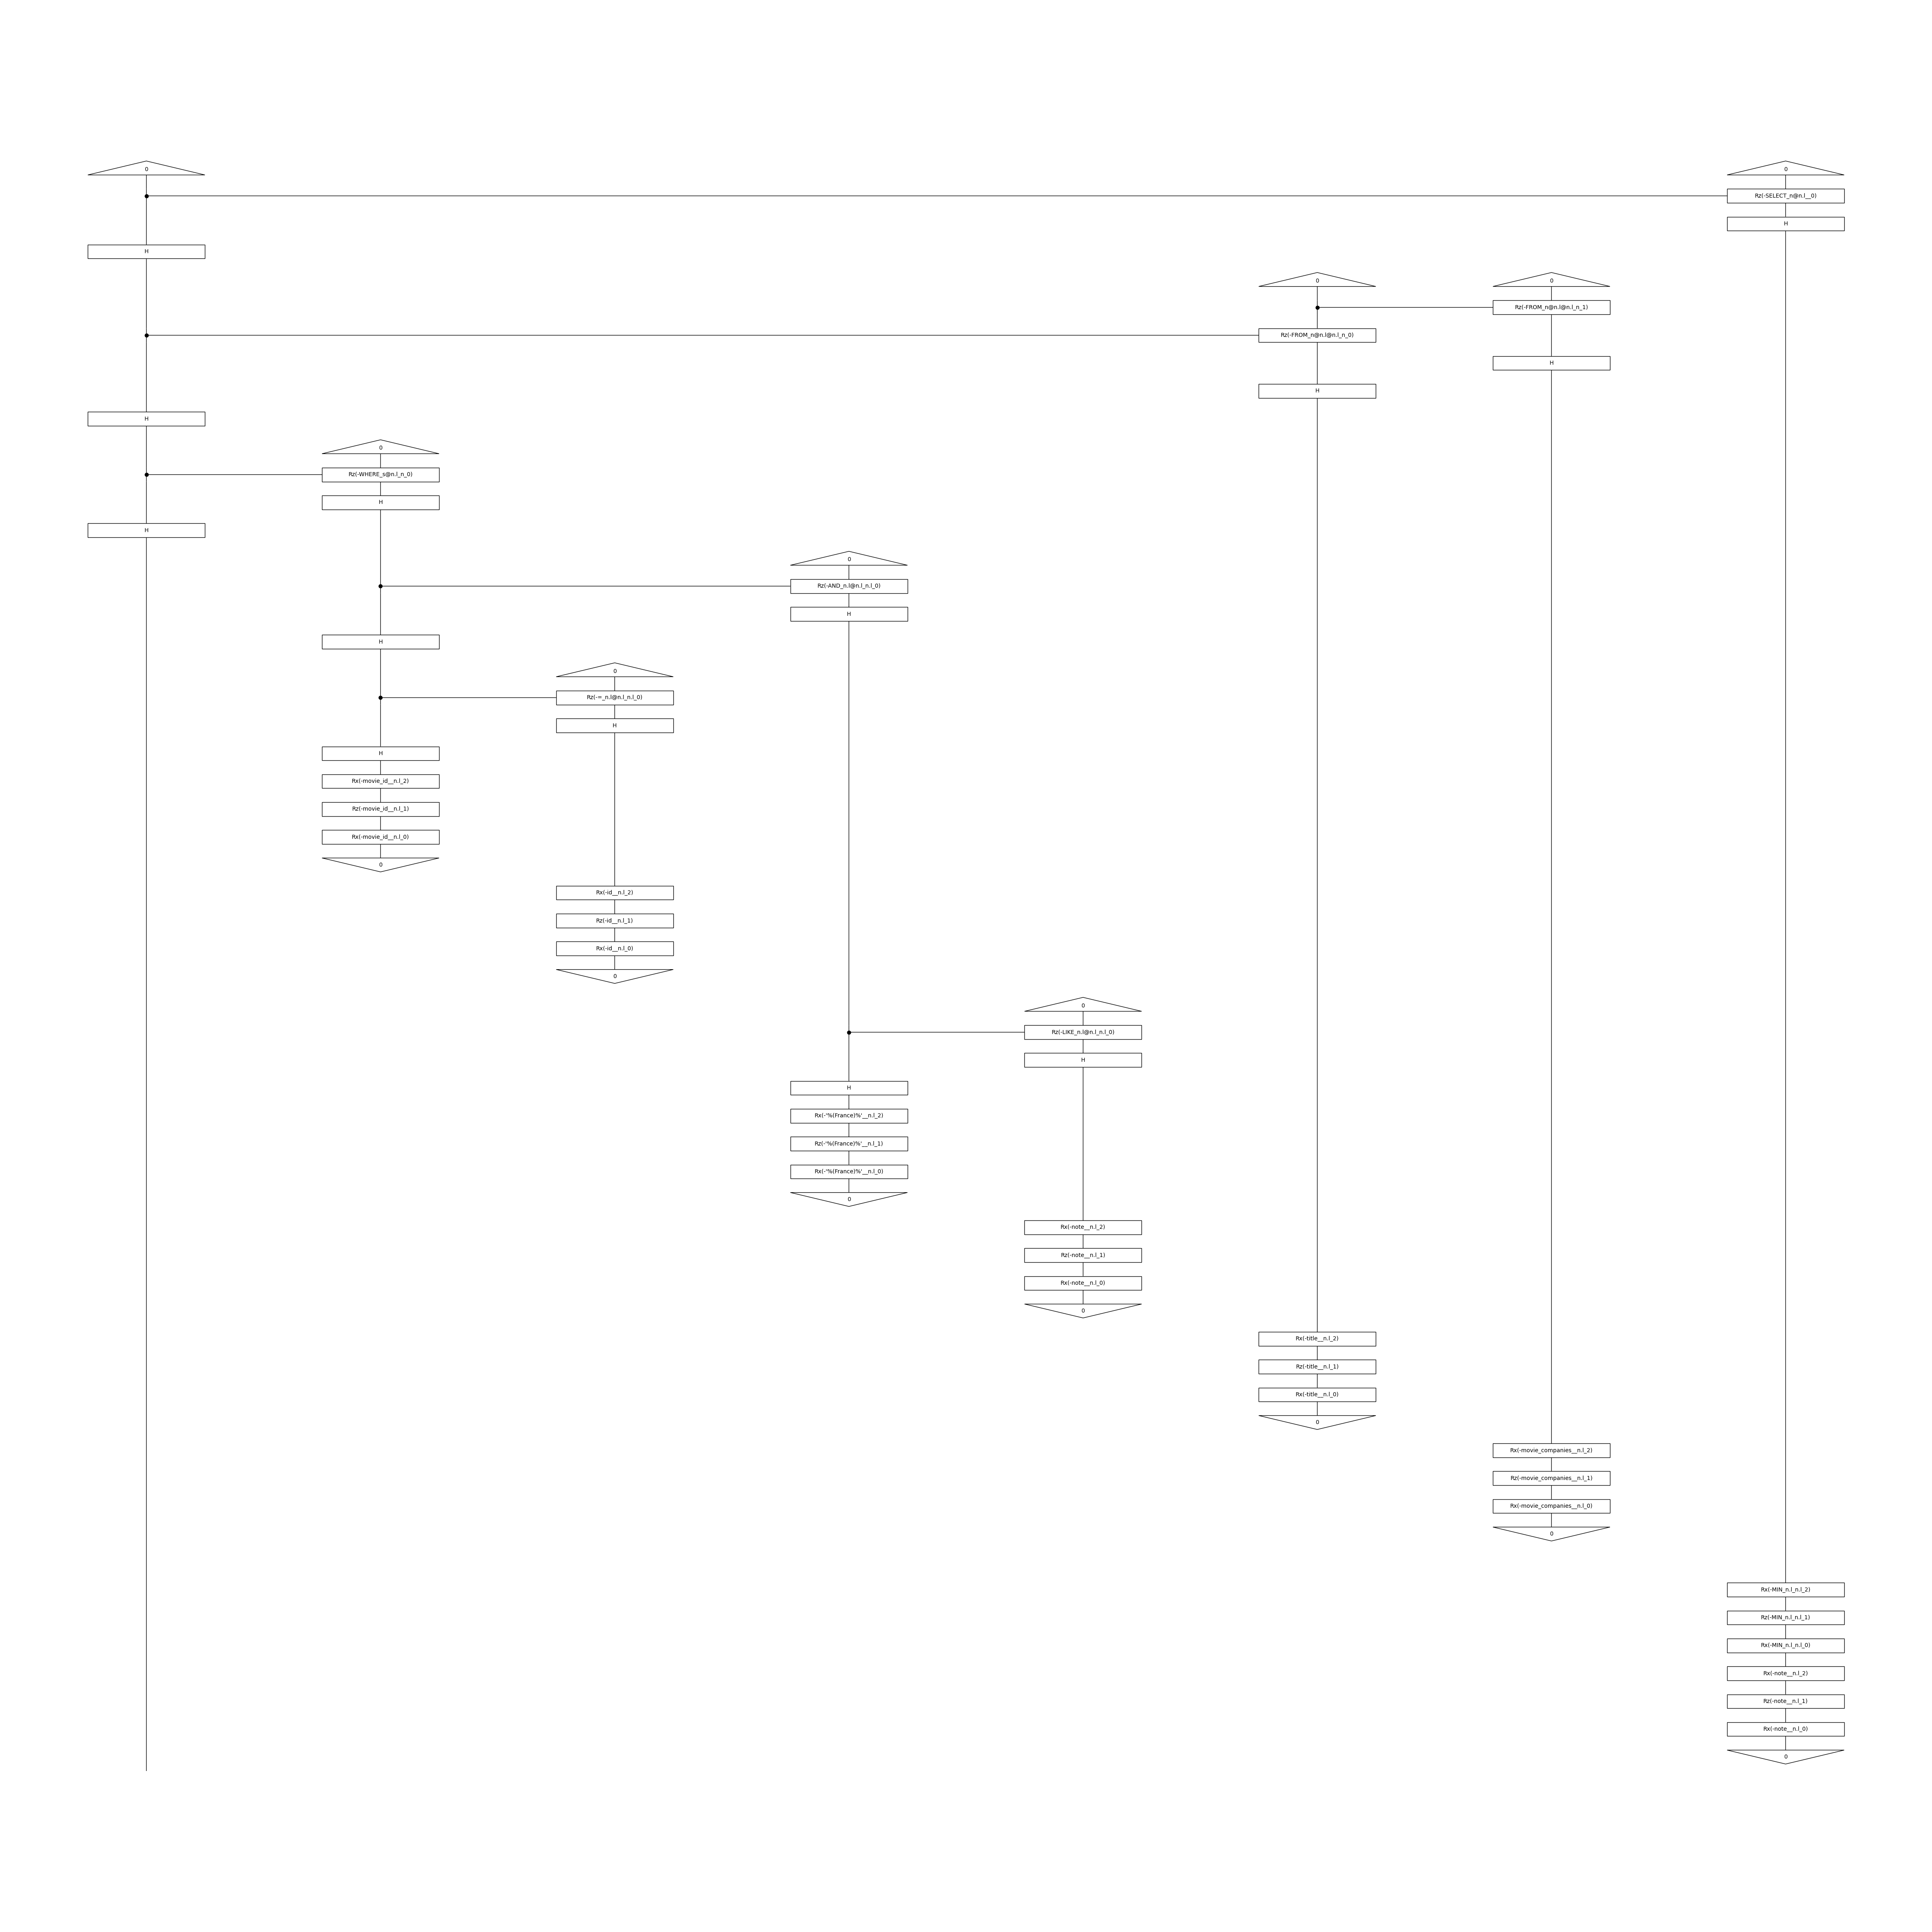 0 0
Rz(-SELECT_n@n.l__0)
H
H
0 0
Rz(-FROM_n@n.l@n.l_n_1)
Rz(-FROM_n@n.l@n.l_n_0)
H
H
H
0
Rz(-WHERE_s@n.l_n_0)
H
H
0
Rz(-AND_n.l@n.l_n.l_0)
H
H
0
Rz(-=_n.l@n.l_n.l_0)
H
H
Rx(-movie_id__n.l_2)
Rz(-movie_id__n.l_1)
Rx(-movie_id__n.l_0)
0
Rx(-id__n.l_2)
Rz(-id__n.l_1)
Rx(-id__n.l_0)
0
0
Rz(-LIKE_n.l@n.l_n.l_0)
H
H
Rx(-'%(France)%'__n.l_2)
Rz(-'%(France)%'__n.l_1)
Rx(-'%(France)%'__n.l_0)
0
Rx(-note__n.l_2)
Rz(-note__n.l_1)
Rx(-note__n.l_0)
0
Rx(-title__n.l_2)
Rz(-title__n.l_1)
Rx(-title__n.l_0)
0
Rx(-movie_companies__n.l_2)
Rz(-movie_companies__n.l_1)
Rx(-movie_companies__n.l_0)
0
Rx(-MIN_n.l_n.l_2)
Rz(-MIN_n.l_n.l_1)
Rx(-MIN_n.l_n.l_0)
Rx(-note__n.l_2)
Rz(-note__n.l_1)
Rx(-note__n.l_0)
0